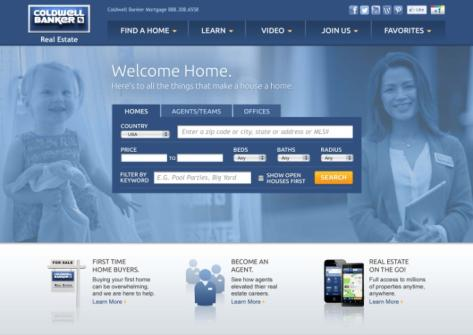 COLDWELL
BANKER
Real Estate
Coldwell Banker Mortgage 888.308.6558
Like
FIND A HOME
LEARN
VIDEO
JOIN US
FAVORITES
Welcome Home.
Here's to all the things that make a house a home.
HOMES
AGENTS/TEAMS
OFFICES
COUNTRY
USA
Enter a zip code or city, state or address or MLS#
PRICE
TO
BEDS
Any
BATHS
Any
RADIUS
Any
FILTER BY
KEYWORD
E.G. Pool Parties, Big Yard
SHOW OPEN
HOUSES FIRST
SEARCH
FOR SALE
COLDWELL
BANKER
FIRST TIME
HOME BUYERS.
Buying your first home
can be overwhelming,
and we are here to help.
Learn More
BECOME AN
AGENT.
See how agents
elevated their real
estate careers.
Learn More
REAL ESTATE
ON THE GO!
Full access to millions
of properties anytime,
anywhere.
Learn More